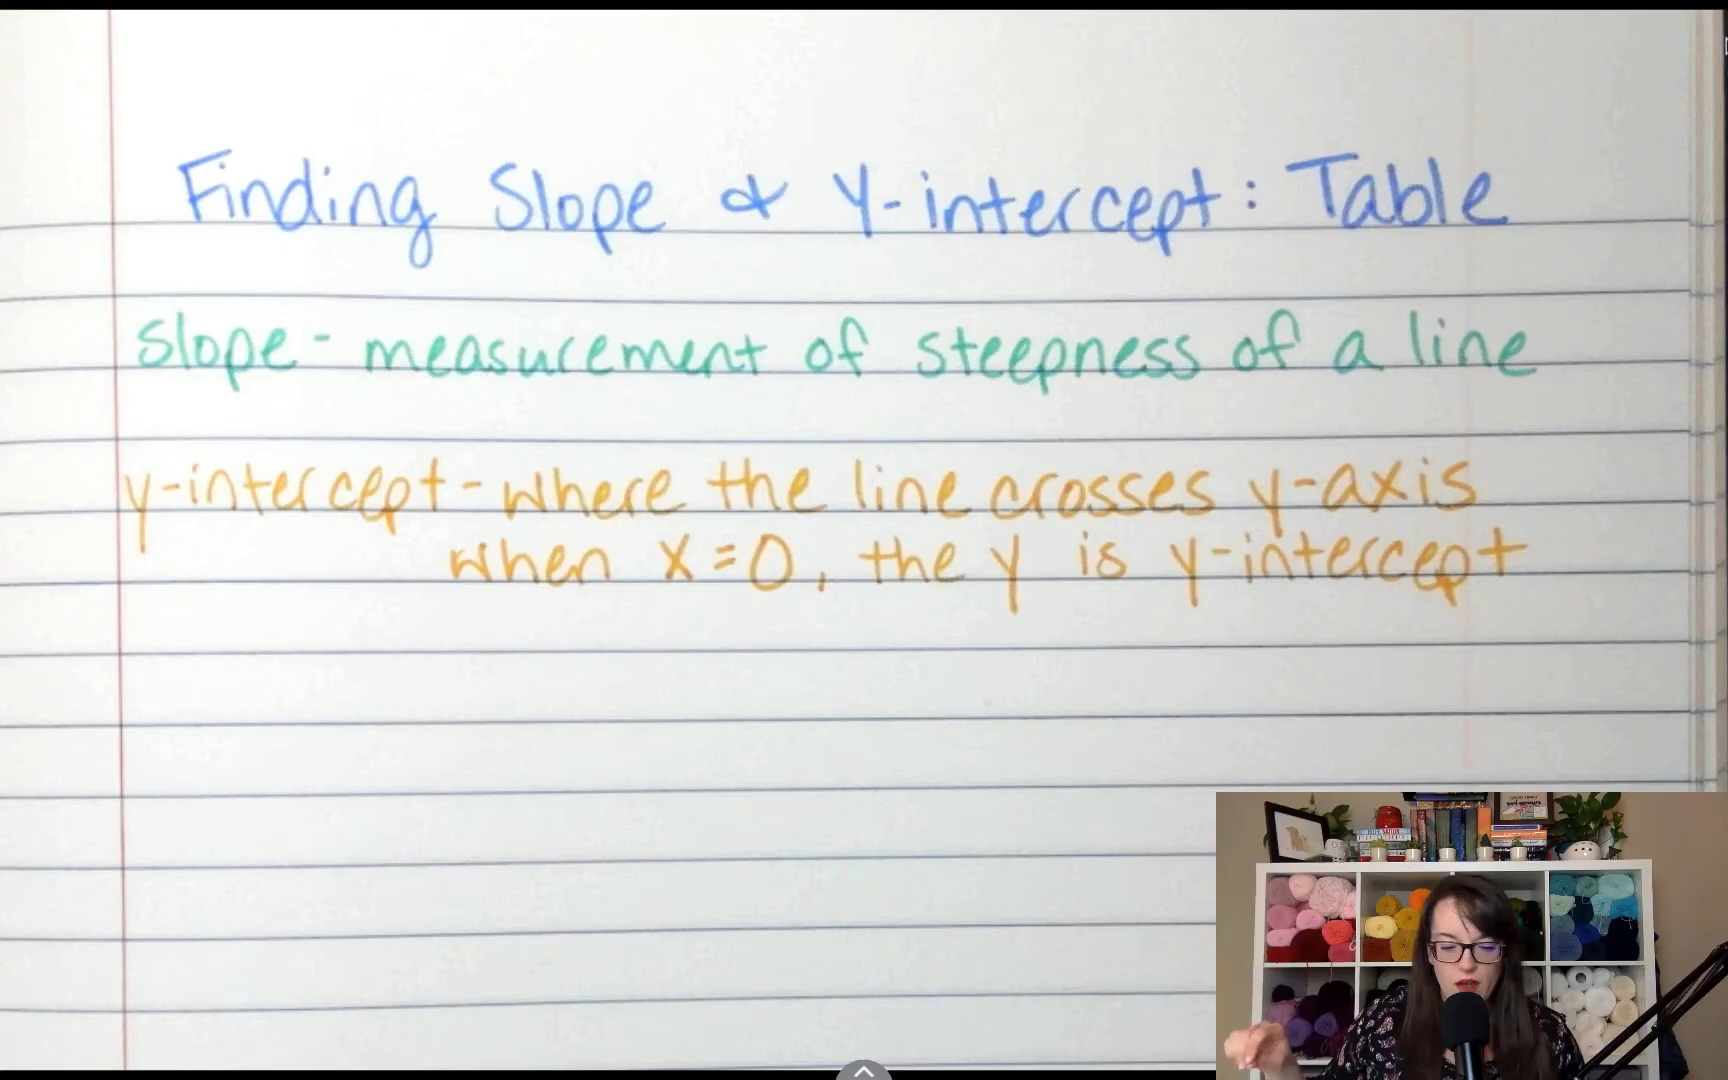 Finding Slope & Y-intercept: Table
slope - measurement of steepness of a line
y-intercept - where the line crosses y-axis
when x=0, the y is y-intercept